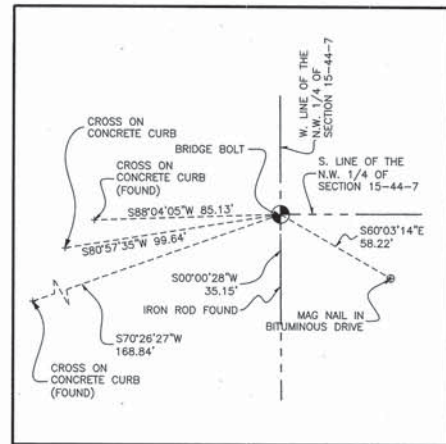 CROSS ON
CONCRETE CURB
CROSS ON
CONCRETE CURB
(FOUND)
BRIDGE BOLT
W. LINE OF THE
N.W. 1/4 OF
SECTION 15-44-7
S. LINE OF THE
N.W. 1/4 OF
SECTION 15-44-7
S88°04'05"W 85.13'
S80°57'35"W 99.64'
S60°03'14"E
58.22'
S00°00'28"W
35.15'
IRON ROD FOUND
MAG NAIL IN
BITUMINOUS DRIVE
S70°26'27"W
168.84'
CROSS ON
CONCRETE CURB
(FOUND)